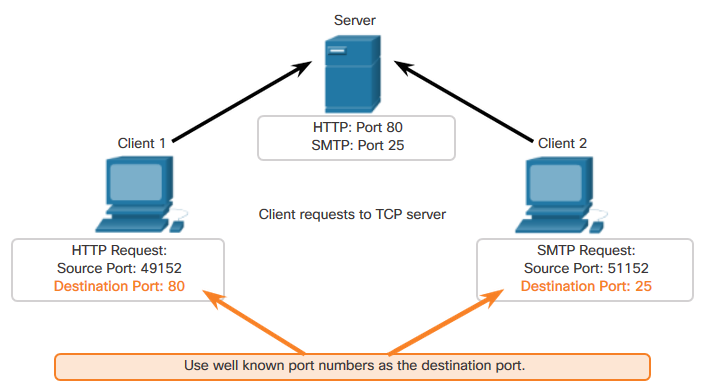 Server
HTTP: Port 80
SMTP: Port 25
Client 1
Client 2
Client requests to TCP server
HTTP Request:
Source Port: 49152
Destination Port: 80
SMTP Request:
Source Port: 51152
Destination Port: 25
Use well known port numbers as the destination port.